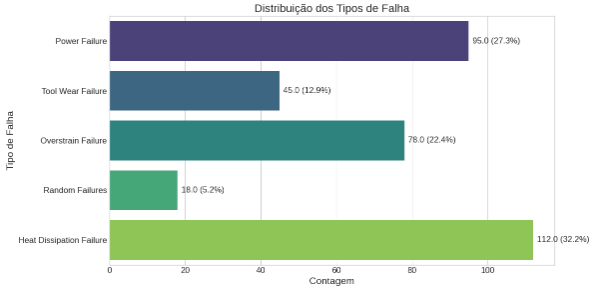 Distribuição dos Tipos de Falha
Tipo de Falha
Power Failure
95.0 (27.3%)
Tool Wear Failure
45.0 (12.9%)
Overstrain Failure
78.0 (22.4%)
Random Failures
18.0 (5.2%)
Heat Dissipation Failure
112.0 (32.2%)
0 20 40 60 80 100
Contagem